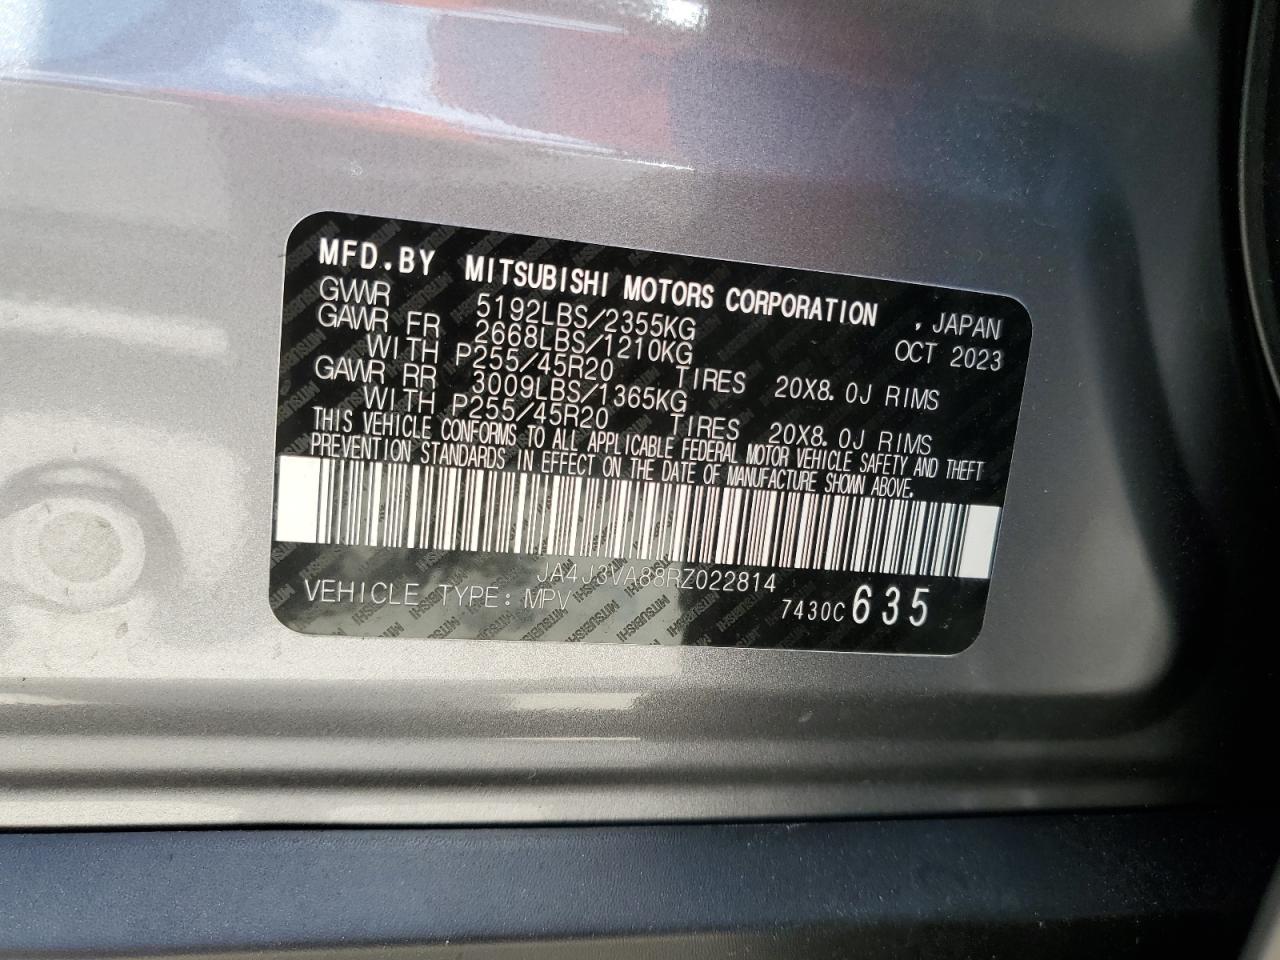 MFD.BY MITSUBISHI MOTORS CORPORATION , JAPAN
GVWR 5192LBS/2355KG OCT 2023
GAWR FR 2668LBS/1210KG
WITH P255/45R20 TIRES 20X8.0J RIMS
GAWR RR 3009LBS/1365KG
WITH P255/45R20 TIRES 20X8.0J RIMS
THIS VEHICLE CONFORMS TO ALL APPLICABLE FEDERAL MOTOR VEHICLE SAFETY AND THEFT
PREVENTION STANDARDS IN EFFECT ON THE DATE OF MANUFACTURE SHOWN ABOVE.
JA4J3VA88RZ022814
VEHICLE TYPE: MPV 7430C 635